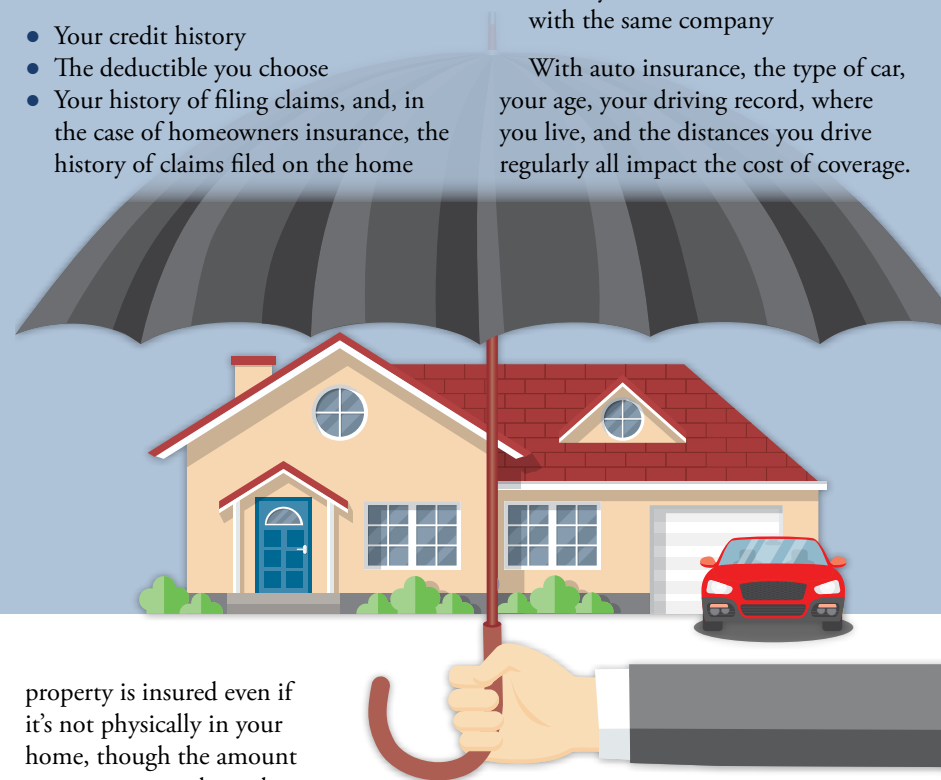 ● Your credit history
● The deductible you choose
● Your history of filing claims, and, in
the case of homeowners insurance, the
history of claims filed on the home
with the same company
With auto insurance, the type of car,
your age, your driving record, where
you live, and the distances you drive
regularly all impact the cost of coverage.
property is insured even if
it’s not physically in your
home, though the amount